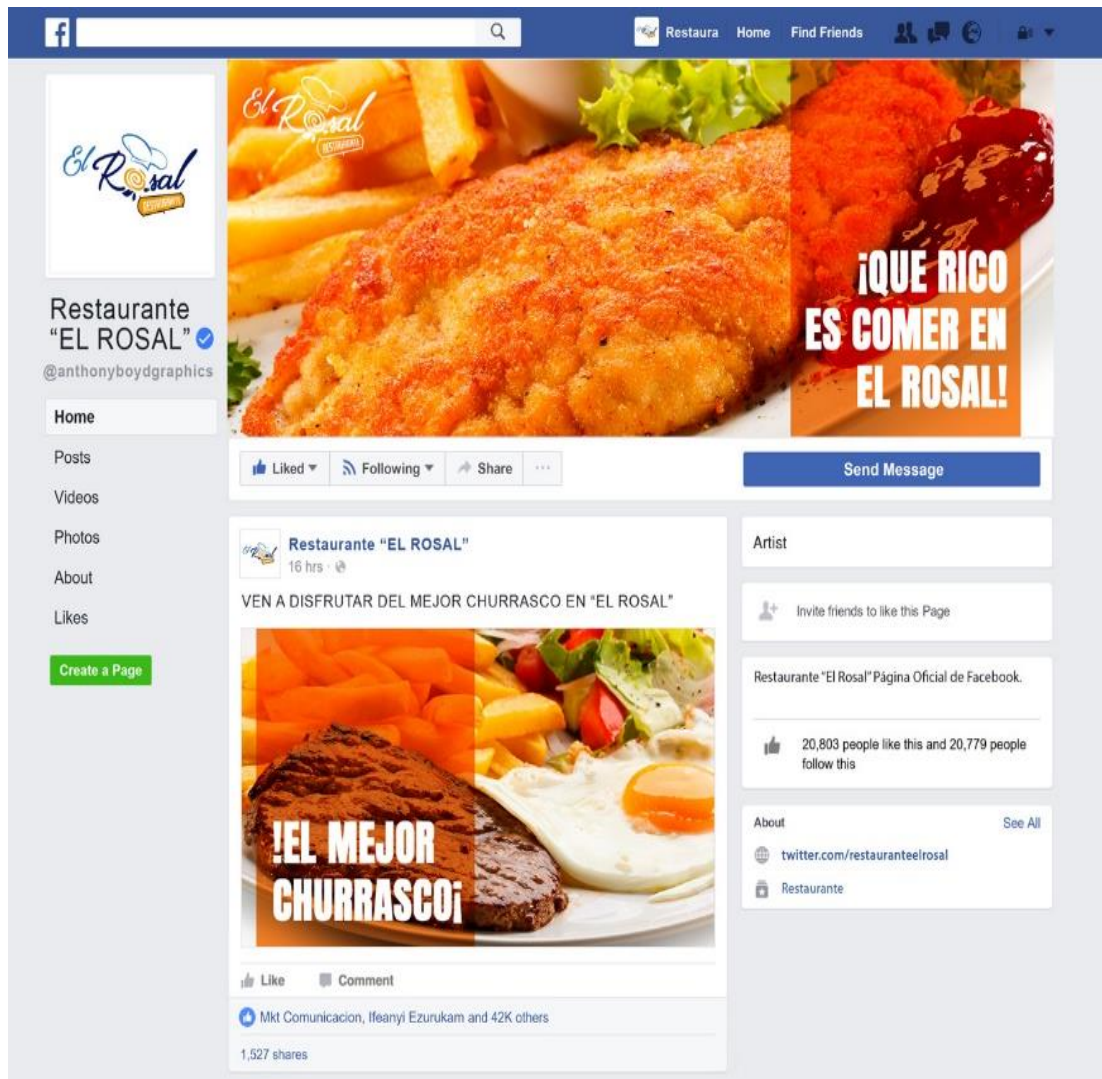 f
Restaura Home Find Friends
El Rosal
RESTAURANTE
Restaurante
“EL ROSAL”
@anthonyboydgraphics
Home
Posts
Videos
Photos
About
Likes
Create a Page
El Rosal
RESTAURANTE
¡QUE RICO
ES COMER EN
EL ROSAL!
Liked Following Share ...
Send Message
El Rosal
Restaurante “EL ROSAL”
16 hrs ·
VEN A DISFRUTAR DEL MEJOR CHURRASCO EN “EL ROSAL”
!EL MEJOR
CHURRASCO¡
Like Comment
Mkt Comunicacion, Ifeanyi Ezurukam and 42K others
1,527 shares
Artist
Invite friends to like this Page
Restaurante “El Rosal” Página Oficial de Facebook.
20,803 people like this and 20,779 people
follow this
About See All
twitter.com/restauranteelrosal
Restaurante